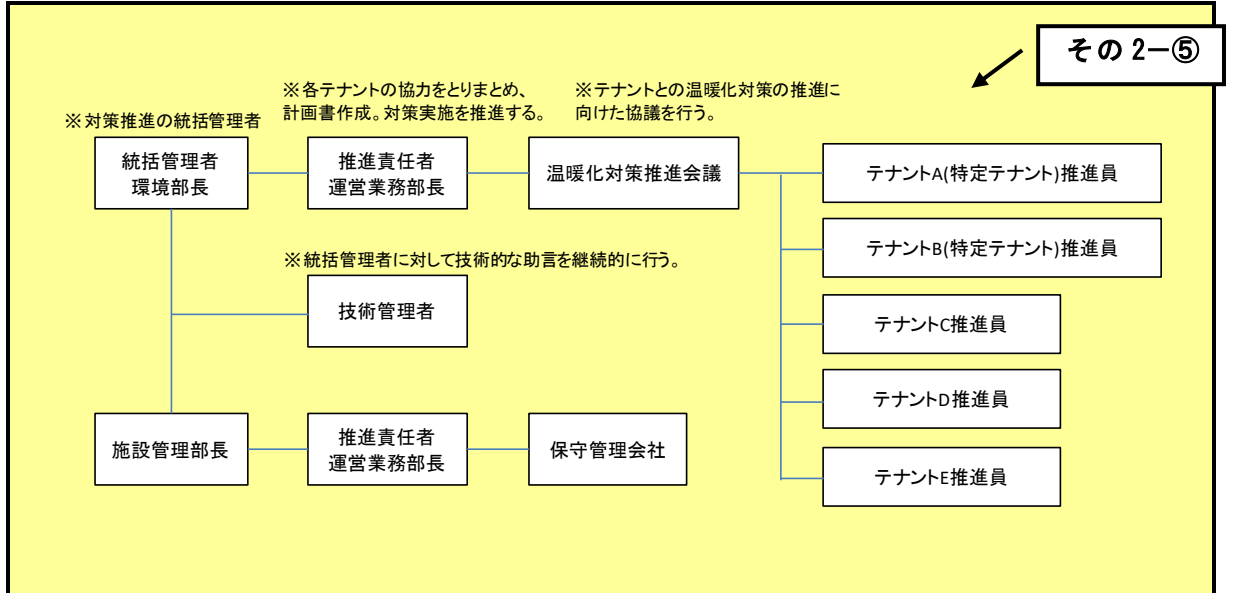 その 2－⑤
※対策推進の統括管理者
※各テナントの協力をとりまとめ、
計画書作成。対策実施を推進する。
※テナントとの温暖化対策の推進に
向けた協議を行う。
統括管理者
環境部長
推進責任者
運営業務部長
温暖化対策推進会議
テナントA(特定テナント)推進員
テナントB(特定テナント)推進員
※統括管理者に対して技術的な助言を継続的に行う。
技術管理者
テナントC推進員
テナントD推進員
施設管理部長
推進責任者
運営業務部長
保守管理会社
テナントE推進員